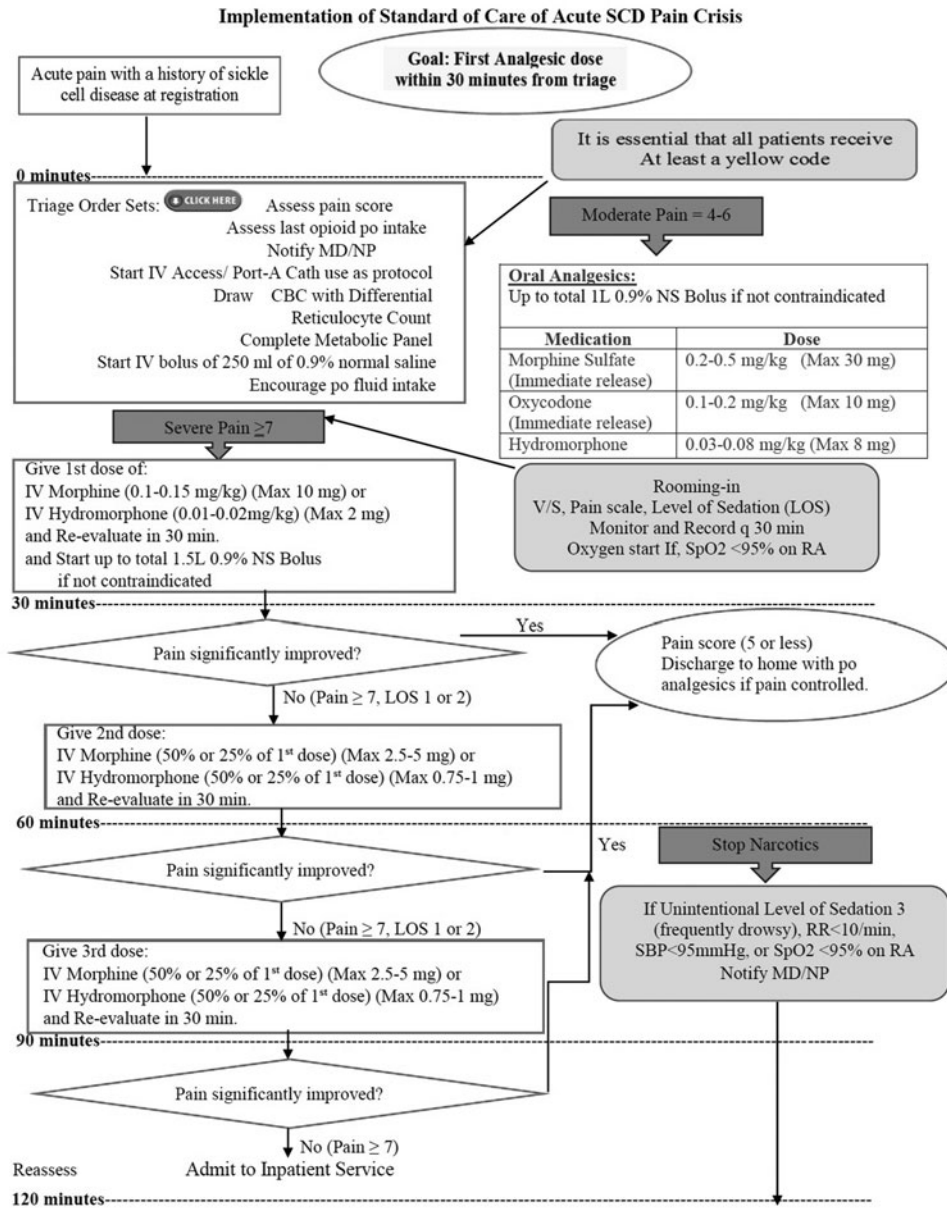 Implementation of Standard of Care of Acute SCD Pain Crisis
Goal: First Analgesic dose
within 30 minutes from triage
Acute pain with a history of sickle
cell disease at registration
It is essential that all patients receive
At least a yellow code
0 minutes
Triage Order Sets: CLICK HERE Assess pain score
Assess last opioid po intake
Notify MD/NP
Start IV Access/ Port-A Cath use as protocol
Draw CBC with Differential
Reticulocyte Count
Complete Metabolic Panel
Start IV bolus of 250 ml of 0.9% normal saline
Encourage po fluid intake
Moderate Pain = 4-6
Oral Analgesics:
Up to total 1L 0.9% NS Bolus if not contraindicated
Medication Dose
Morphine Sulfate 0.2-0.5 mg/kg (Max 30 mg)
(Immediate release)
Oxycodone 0.1-0.2 mg/kg (Max 10 mg)
(Immediate release)
Hydromorphone 0.03-0.08 mg/kg (Max 8 mg)
Severe Pain ≥7
Give 1st dose of:
IV Morphine (0.1-0.15 mg/kg) (Max 10 mg) or
IV Hydromorphone (0.01-0.02mg/kg) (Max 2 mg)
and Re-evaluate in 30 min.
and Start up to total 1.5L 0.9% NS Bolus
if not contraindicated
Rooming-in
V/S, Pain scale, Level of Sedation (LOS)
Monitor and Record q 30 min
Oxygen start If, SpO2 <95% on RA
30 minutes
Pain significantly improved?
Yes
Pain score (5 or less)
Discharge to home with po
analgesics if pain controlled.
No (Pain ≥ 7, LOS 1 or 2)
Give 2nd dose:
IV Morphine (50% or 25% of 1st dose) (Max 2.5-5 mg) or
IV Hydromorphone (50% or 25% of 1st dose) (Max 0.75-1 mg)
and Re-evaluate in 30 min.
60 minutes
Pain significantly improved?
Yes
Stop Narcotics
If Unintentional Level of Sedation 3
(frequently drowsy), RR<10/min,
SBP<95mmHg, or SpO2 <95% on RA
Notify MD/NP
No (Pain ≥ 7, LOS 1 or 2)
Give 3rd dose:
IV Morphine (50% or 25% of 1st dose) (Max 2.5-5 mg) or
IV Hydromorphone (50% or 25% of 1st dose) (Max 0.75-1 mg)
and Re-evaluate in 30 min.
90 minutes
Pain significantly improved?
No (Pain ≥ 7)
Reassess Admit to Inpatient Service
120 minutes